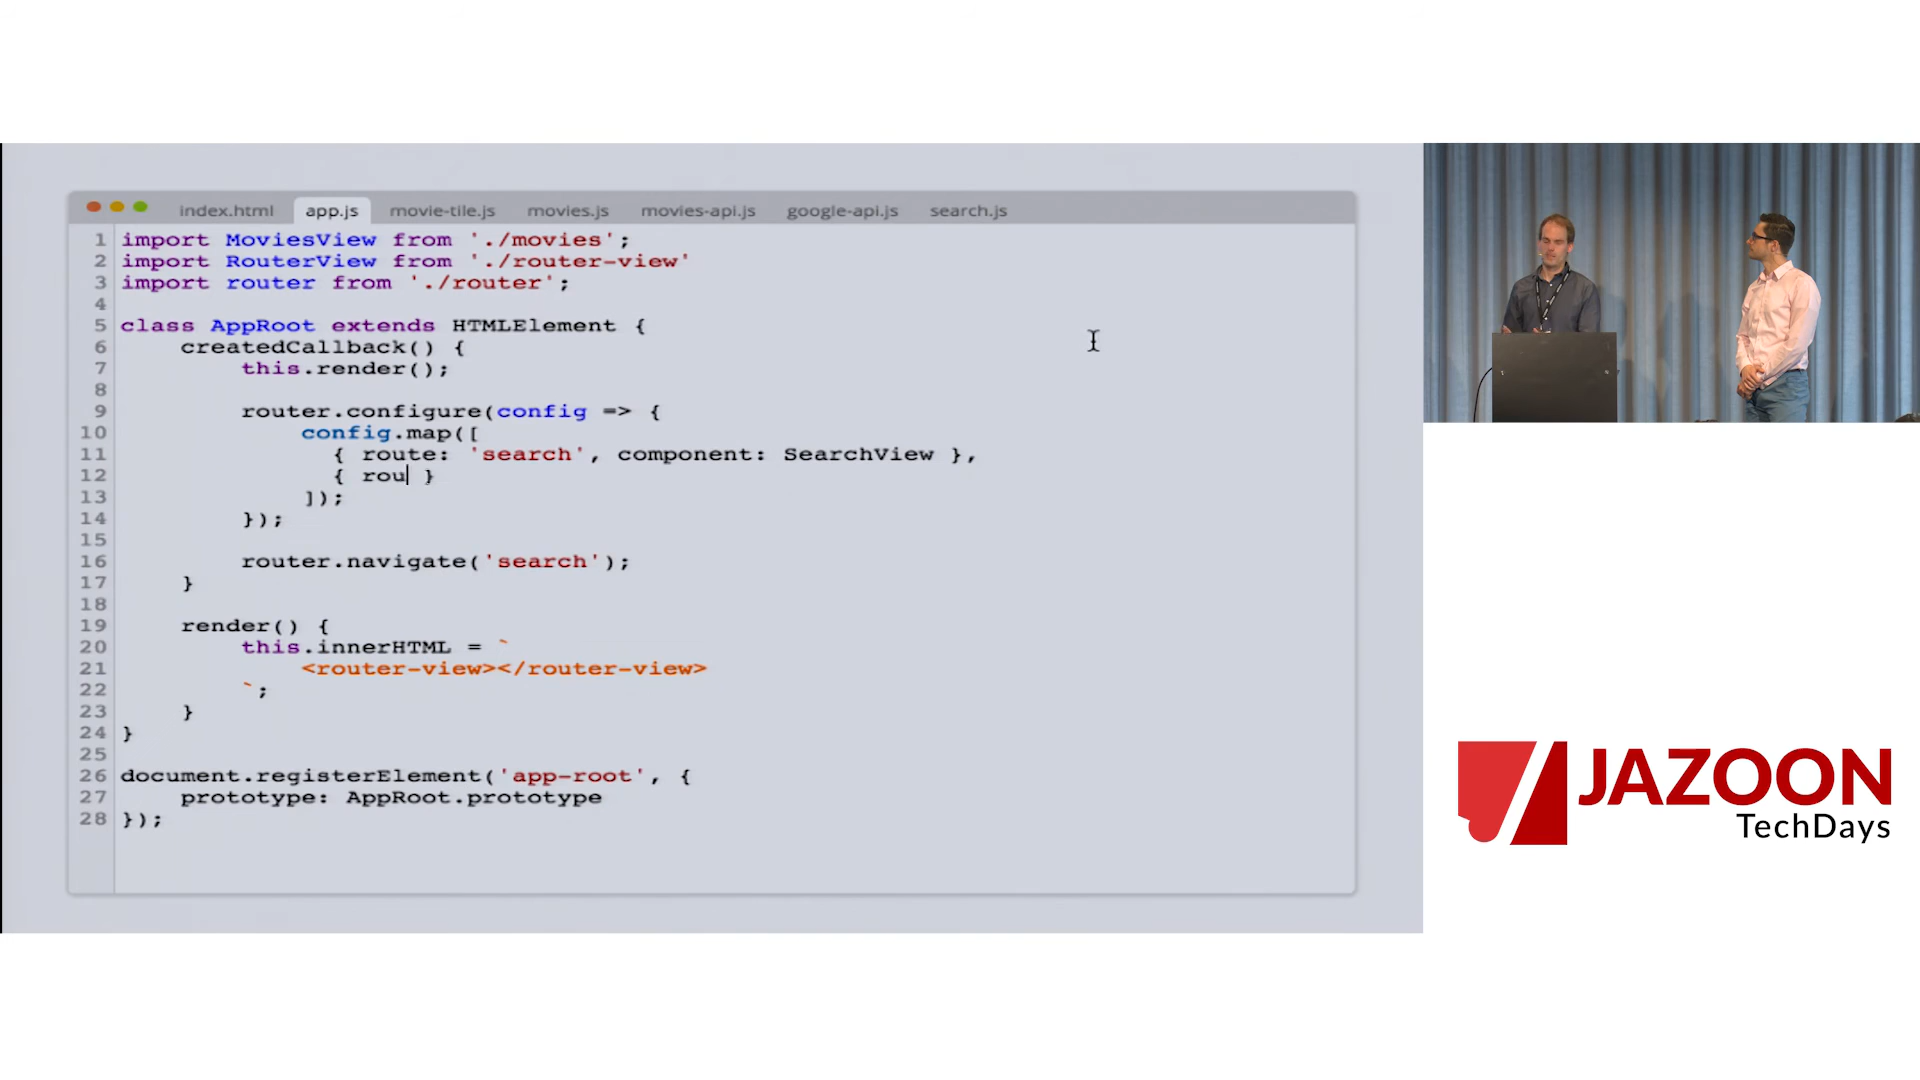 index.html app.js movie-tile.js movies.js movies-api.js google-api.js search.js
1 import MoviesView from './movies';
2 import RouterView from './router-view'
3 import router from './router';
4
5 class AppRoot extends HTMLElement {
6 createdCallback() {
7 this.render();
8
9 router.configure(config => {
10 config.map([
11 { route: 'search', component: SearchView },
12 { rou }
13 ]);
14 });
15
16 router.navigate('search');
17 }
18
19 render() {
20 this.innerHTML = `
21 <router-view></router-view>
22 `;
23 }
24 }
25
26 document.registerElement('app-root', {
27 prototype: AppRoot.prototype
28 });
JAZOON
TechDays